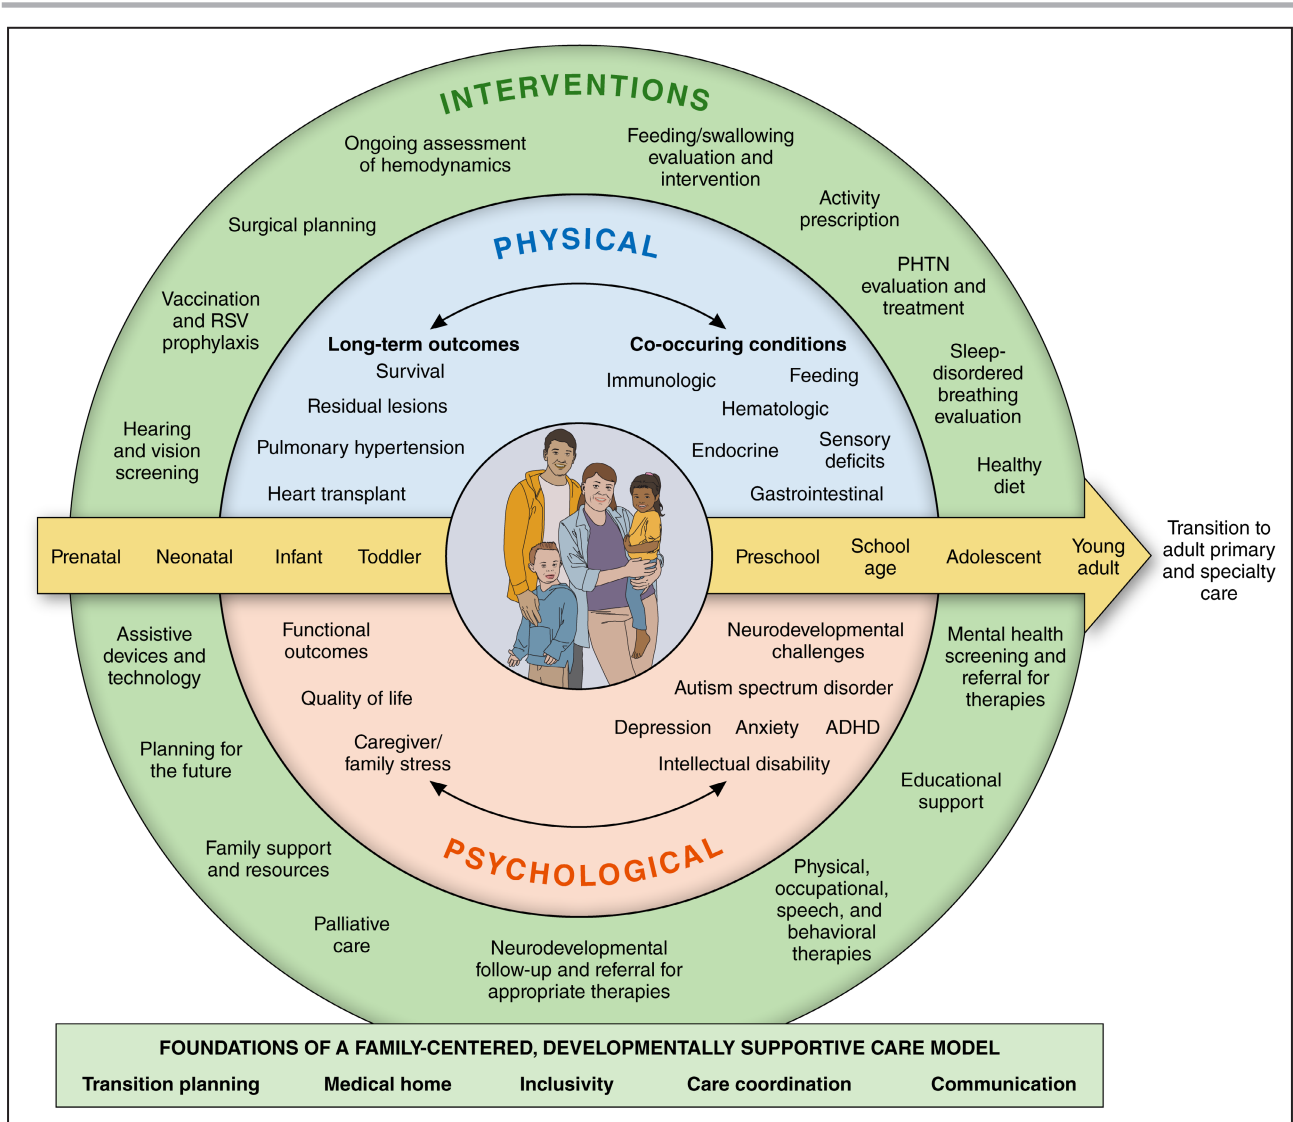 INTERVENTIONS
Ongoing assessment
of hemodynamics
Feeding/swallowing
evaluation and
intervention
Surgical planning
Activity
prescription
Vaccination
and RSV
prophylaxis
PHTN
evaluation and
treatment
Hearing
and vision
screening
Sleep-
disordered
breathing
evaluation
Healthy
diet
PHYSICAL
Long-term outcomes
Survival
Residual lesions
Pulmonary hypertension
Heart transplant
Co-occuring conditions
Immunologic
Feeding
Hematologic
Endocrine
Sensory
deficits
Gastrointestinal
Prenatal
Neonatal
Infant
Toddler
Preschool
School
age
Adolescent
Young
adult
Transition to
adult primary
and specialty
care
Functional
outcomes
Quality of life
Caregiver/
family stress
Neurodevelopmental
challenges
Autism spectrum disorder
Depression
Anxiety
ADHD
Intellectual disability
PSYCHOLOGICAL
Assistive
devices and
technology
Mental health
screening and
referral for
therapies
Planning for
the future
Educational
support
Family support
and resources
Physical,
occupational,
speech, and
behavioral
therapies
Palliative
care
Neurodevelopmental
follow-up and referral for
appropriate therapies
FOUNDATIONS OF A FAMILY-CENTERED, DEVELOPMENTALLY SUPPORTIVE CARE MODEL
Transition planning
Medical home
Inclusivity
Care coordination
Communication